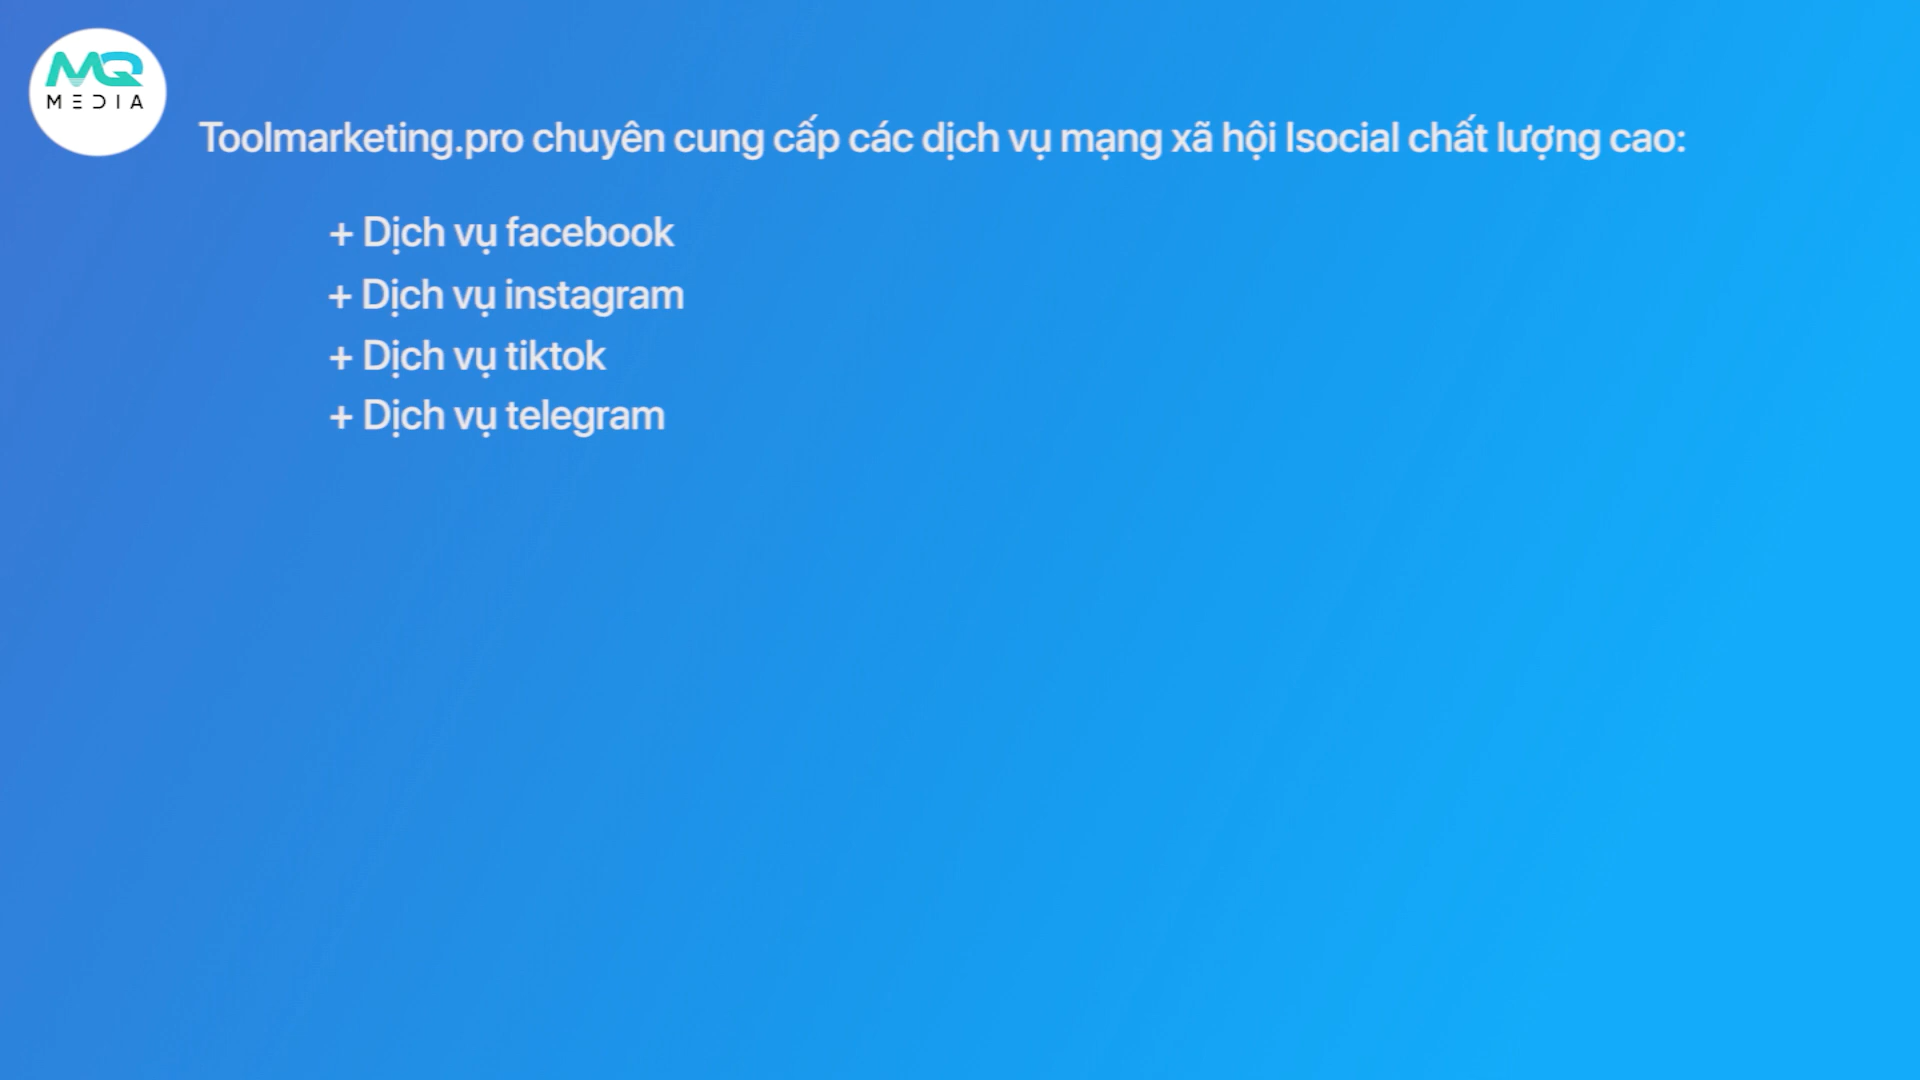 MQ
MEDIA
Toolmarketing.pro chuyên cung cấp các dịch vụ mạng xã hội Isocial chất lượng cao:
+ Dịch vụ facebook
+ Dịch vụ instagram
+ Dịch vụ tiktok
+ Dịch vụ telegram